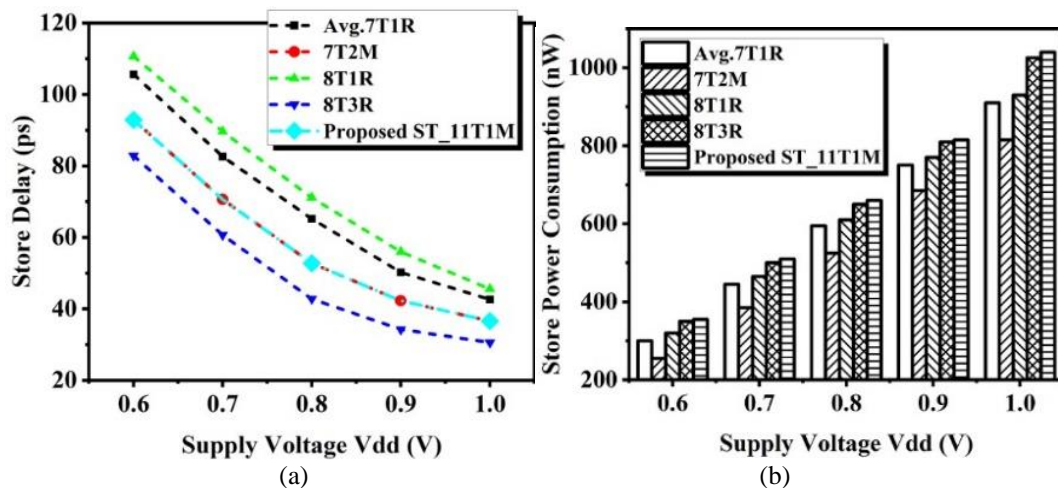 120
100
80
60
40
20
Store Delay (ps)
Avg.7T1R
7T2M
8T1R
8T3R
Proposed ST_11T1M
0.6 0.7 0.8 0.9 1.0
Supply Voltage Vdd (V)
(a)
1000
800
600
400
200
Store Power Consumption (nW)
Avg.7T1R
7T2M
8T1R
8T3R
Proposed ST_11T1M
0.6 0.7 0.8 0.9 1.0
Supply Voltage Vdd (V)
(b)